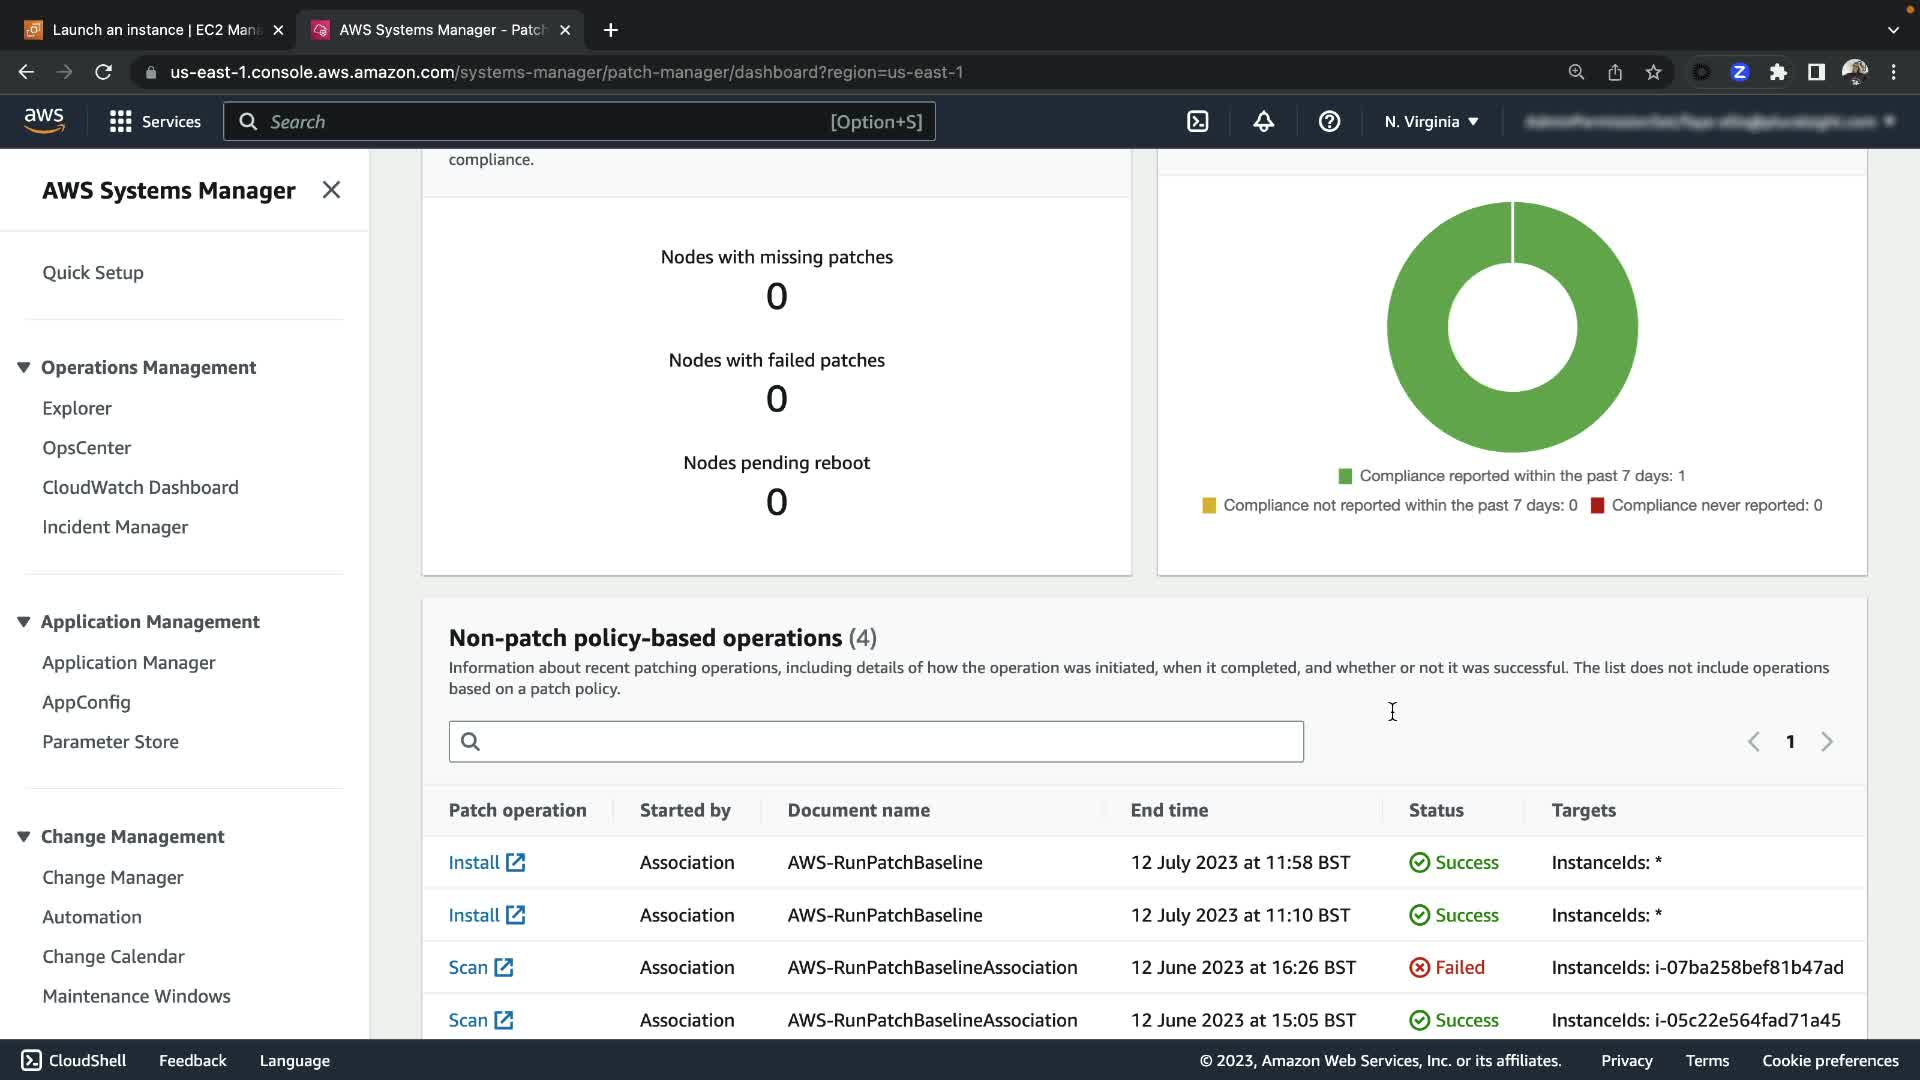 Launch an instance | EC2 Mana
AWS Systems Manager - Patch
us-east-1.console.aws.amazon.com/systems-manager/patch-manager/dashboard?region=us-east-1
aws
Services
Search
[Option+S]
N. Virginia
AWS Systems Manager
Quick Setup
Operations Management
Explorer
OpsCenter
CloudWatch Dashboard
Incident Manager
Application Management
Application Manager
AppConfig
Parameter Store
Change Management
Change Manager
Automation
Change Calendar
Maintenance Windows
compliance.
Nodes with missing patches
0
Nodes with failed patches
0
Nodes pending reboot
0
Compliance reported within the past 7 days: 1
Compliance not reported within the past 7 days: 0 Compliance never reported: 0
Non-patch policy-based operations (4)
Information about recent patching operations, including details of how the operation was initiated, when it completed, and whether or not it was successful. The list does not include operations
based on a patch policy.
1
Patch operation Started by Document name End time Status Targets
Install Association AWS-RunPatchBaseline 12 July 2023 at 11:58 BST Success InstanceIds: *
Install Association AWS-RunPatchBaseline 12 July 2023 at 11:10 BST Success InstanceIds: *
Scan Association AWS-RunPatchBaselineAssociation 12 June 2023 at 16:26 BST Failed InstanceIds: i-07ba258bef81b47ad
Scan Association AWS-RunPatchBaselineAssociation 12 June 2023 at 15:05 BST Success InstanceIds: i-05c22e564fad71a45
CloudShell Feedback Language
© 2023, Amazon Web Services, Inc. or its affiliates. Privacy Terms Cookie preferences